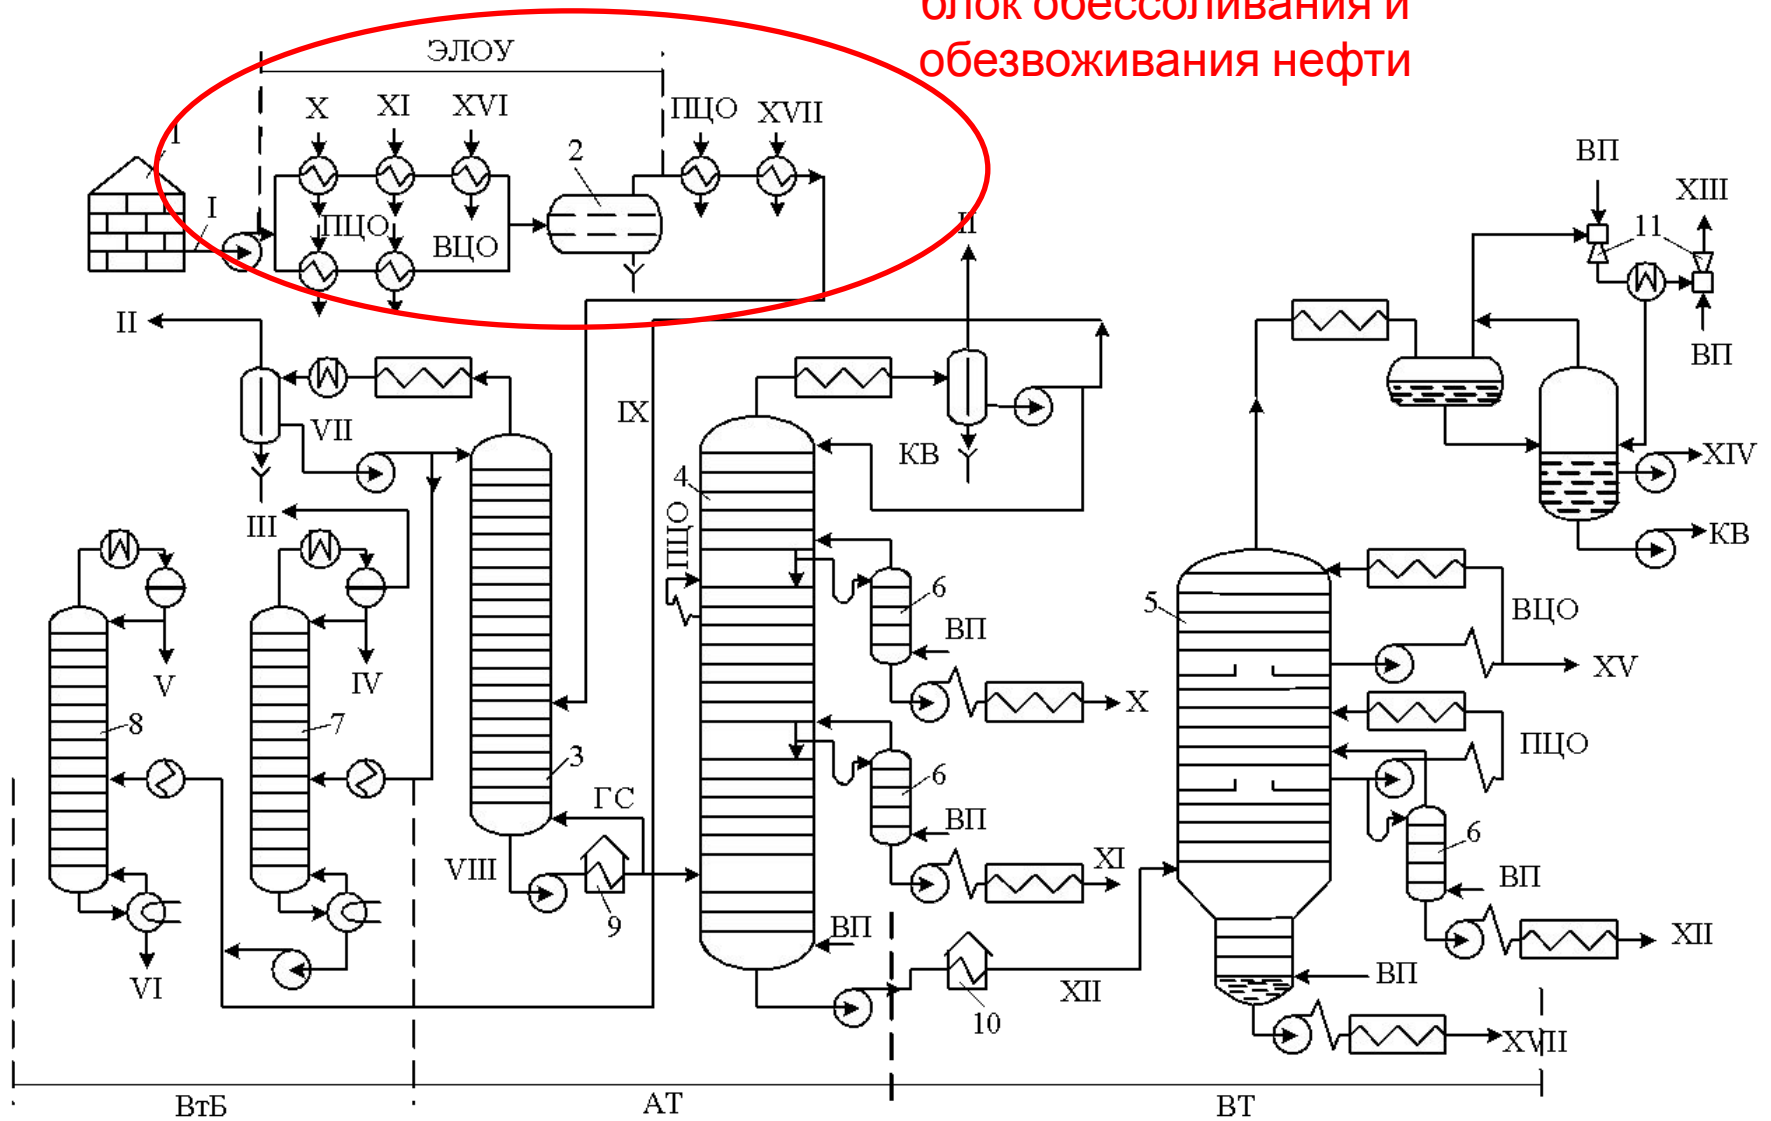 блок обессоливания и
обезвоживания нефти
ЭЛОУ
X XI XVI ПЦО XVII
1 2 ВП
XIII
I ПЦО ВЦО II 11
II ВП
IX
VII КВ XIV
4
III ПЦО КВ
6 5 ВЦО
ВП
V IV XV
X
8 7 3 ПЦО
6
ГС ВП
VIII XI 6
9 ВП ВП
XII
VI XII ВП
10
XVII
ВтБ АТ ВТ